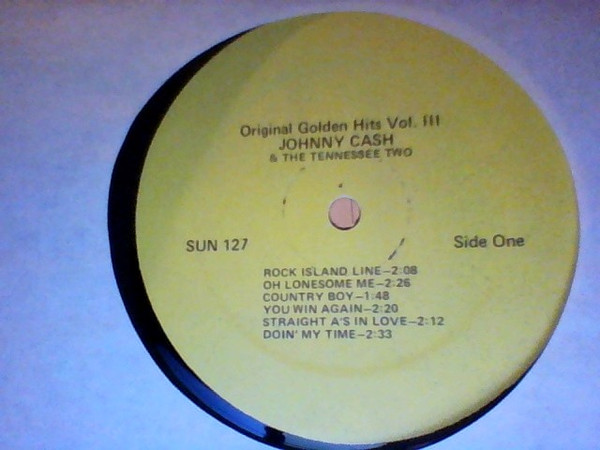 Original Golden Hits Vol. III
JOHNNY CASH
& THE TENNESSEE TWO
SUN 127
Side One
ROCK ISLAND LINE–2:08
OH LONESOME ME–2:26
COUNTRY BOY–1:48
YOU WIN AGAIN–2:20
STRAIGHT A'S IN LOVE–2:12
DOIN' MY TIME–2:33